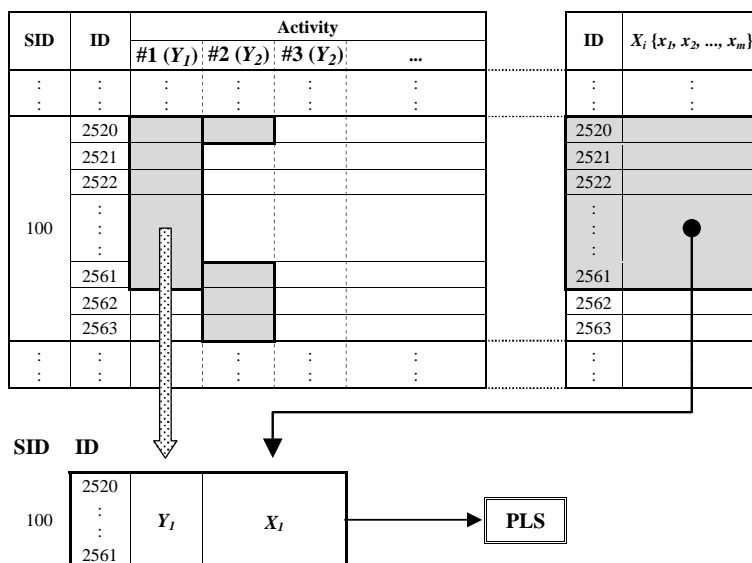 SID ID Activity ID Xi {x1, x2, ..., xm}
#1 (Y1) #2 (Y2) #3 (Y2) ...
: : : : : : : :
: : : : : : : :
100
2520 2520
2521 2521
2522 2522
: :
: :
: :
2561 2561
2562 2562
2563 2563
: : : : : : : :
: : : : : : : :
SID ID
100
2520
: :
: :
2561
Y1 X1 PLS